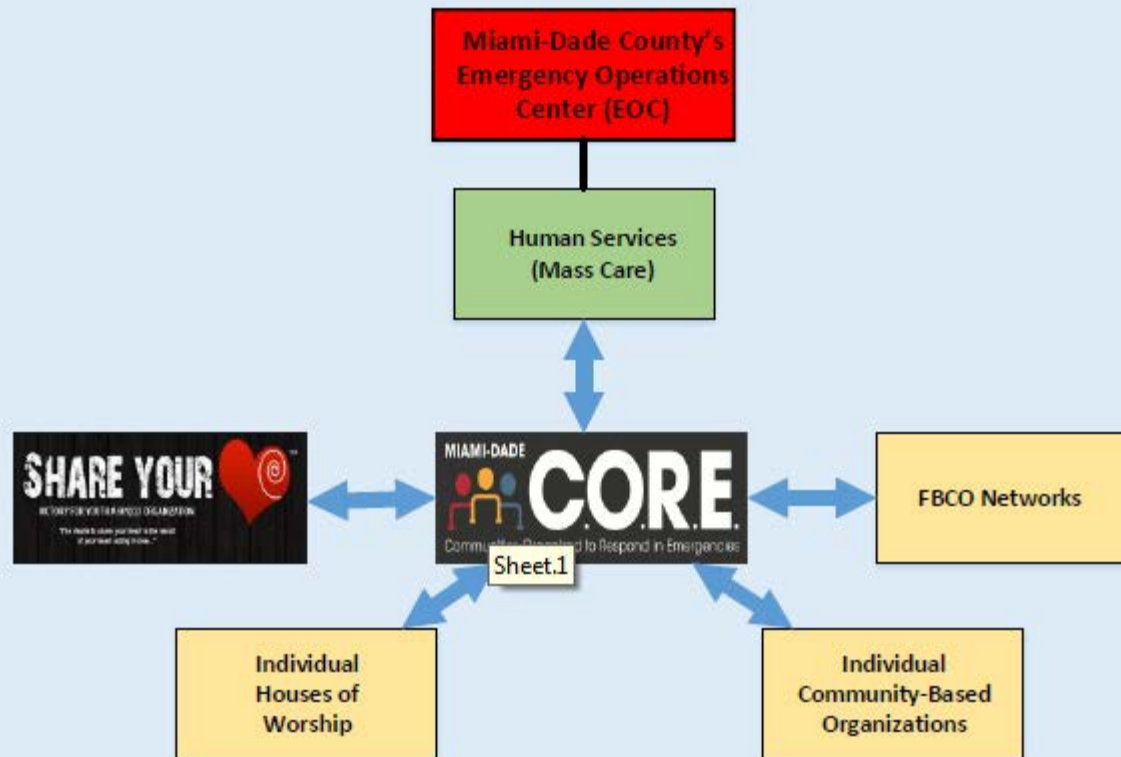 Miami-Dade County's
Emergency Operations
Center (EOC)
Human Services
(Mass Care)
SHARE YOUR
MIAMI-DADE
C.O.R.E.
Communities Organized to Respond in Emergencies
Sheet.1
FBCO Networks
Individual
Houses of
Worship
Individual
Community-Based
Organizations